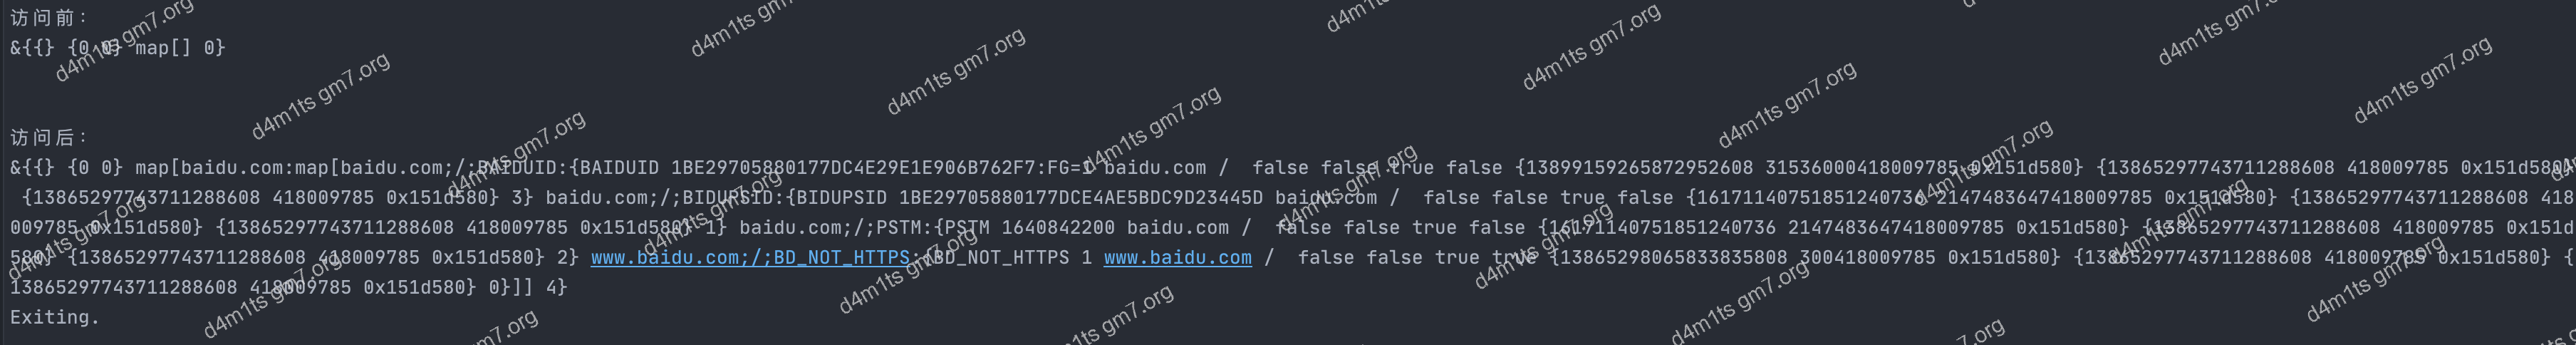 访问前：
&{{} {0 0} map[] 0}
访问后：
&{{} {0 0} map[baidu.com:map[baidu.com;/;BAIDUID:{BAIDUID 1BE29705880177DC4E29E1E906B762F7:FG=1 baidu.com /  false false true false {13899159265872952608 315360000418009785 0x151d580} {13865297743711288608 418009785 0x151d580}
{13865297743711288608 418009785 0x151d580} 3} baidu.com;/;BIDUPSID:{BIDUPSID 1BE29705880177DCE4AE5BDC9D23445D baidu.com /  false false true false {16171140751851240736 2147483647418009785 0x151d580} {13865297743711288608 418
009785 0x151d580} {13865297743711288608 418009785 0x151d580} 1} baidu.com;/;PSTM:{PSTM 1640842200 baidu.com /  false false true false {16171140751851240736 2147483647418009785 0x151d580} {13865297743711288608 418009785 0x151d
580} {13865297743711288608 418009785 0x151d580} 2} www.baidu.com;/;BD_NOT_HTTPS:{BD_NOT_HTTPS 1 www.baidu.com /  false false true true {13865298065833835808 300418009785 0x151d580} {13865297743711288608 418009785 0x151d580} {
13865297743711288608 418009785 0x151d580} 0}]] 4}
Exiting.
d4m1ts gm7.org